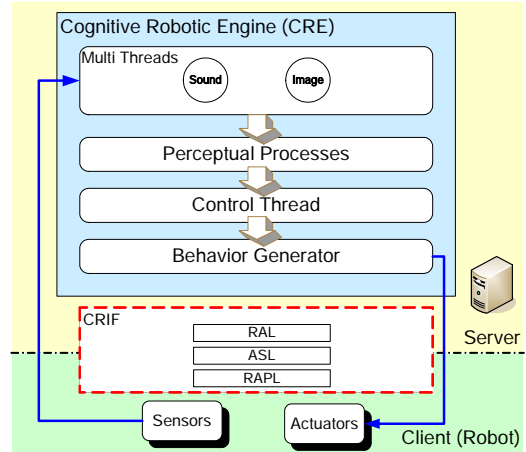 Cognitive Robotic Engine (CRE)
Multi Threads
Sound
Image
Perceptual Processes
Control Thread
Behavior Generator
CRIF
RAL
ASL
RAPL
Server
Sensors
Actuators
Client (Robot)